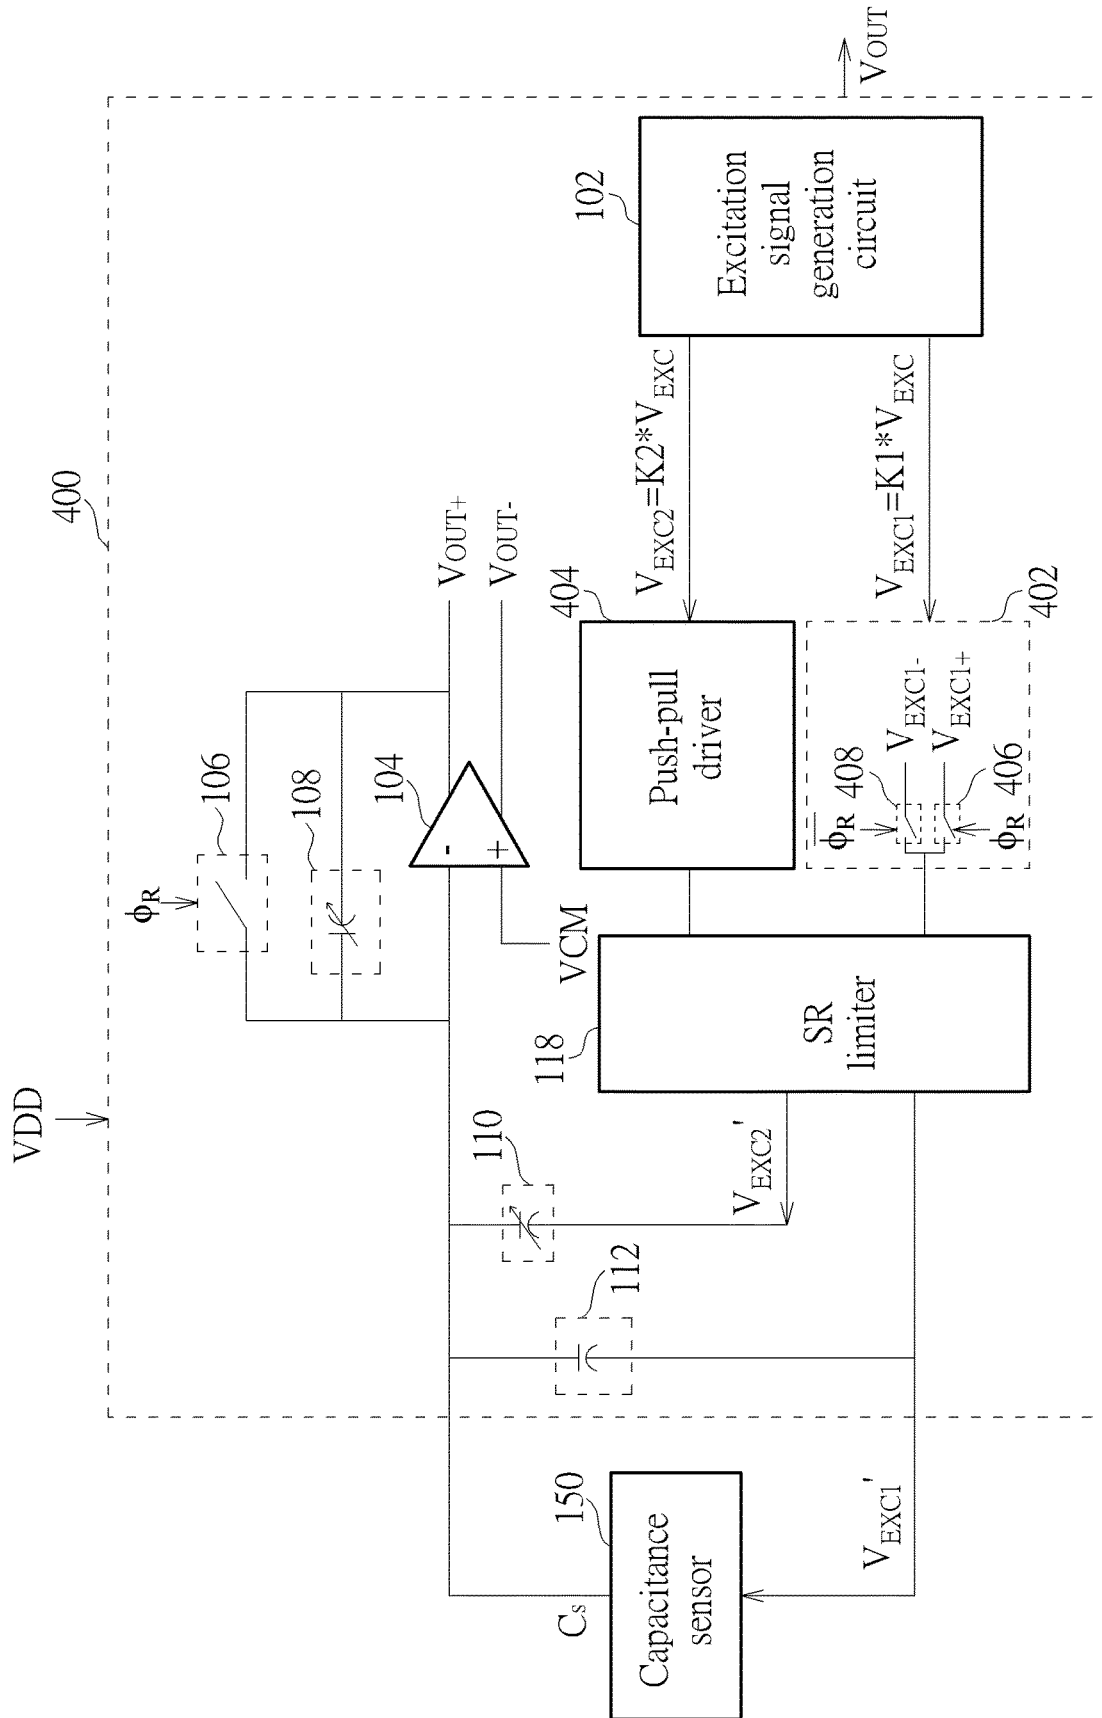 VDD
400
ϕR
106
108
104
-
+
VOUT+
VOUT-
VCM
110
112
118
SR
limiter
404
Push-pull
driver
VEXC2=K2*VEXC
102
Excitation
signal
generation
circuit
VOUT
VEXC1=K1*VEXC
402
ϕ̅R
408
VEXC1-
VEXC1+
406
ϕR
VEXC2'
Cs
150
Capacitance
sensor
VEXC1'